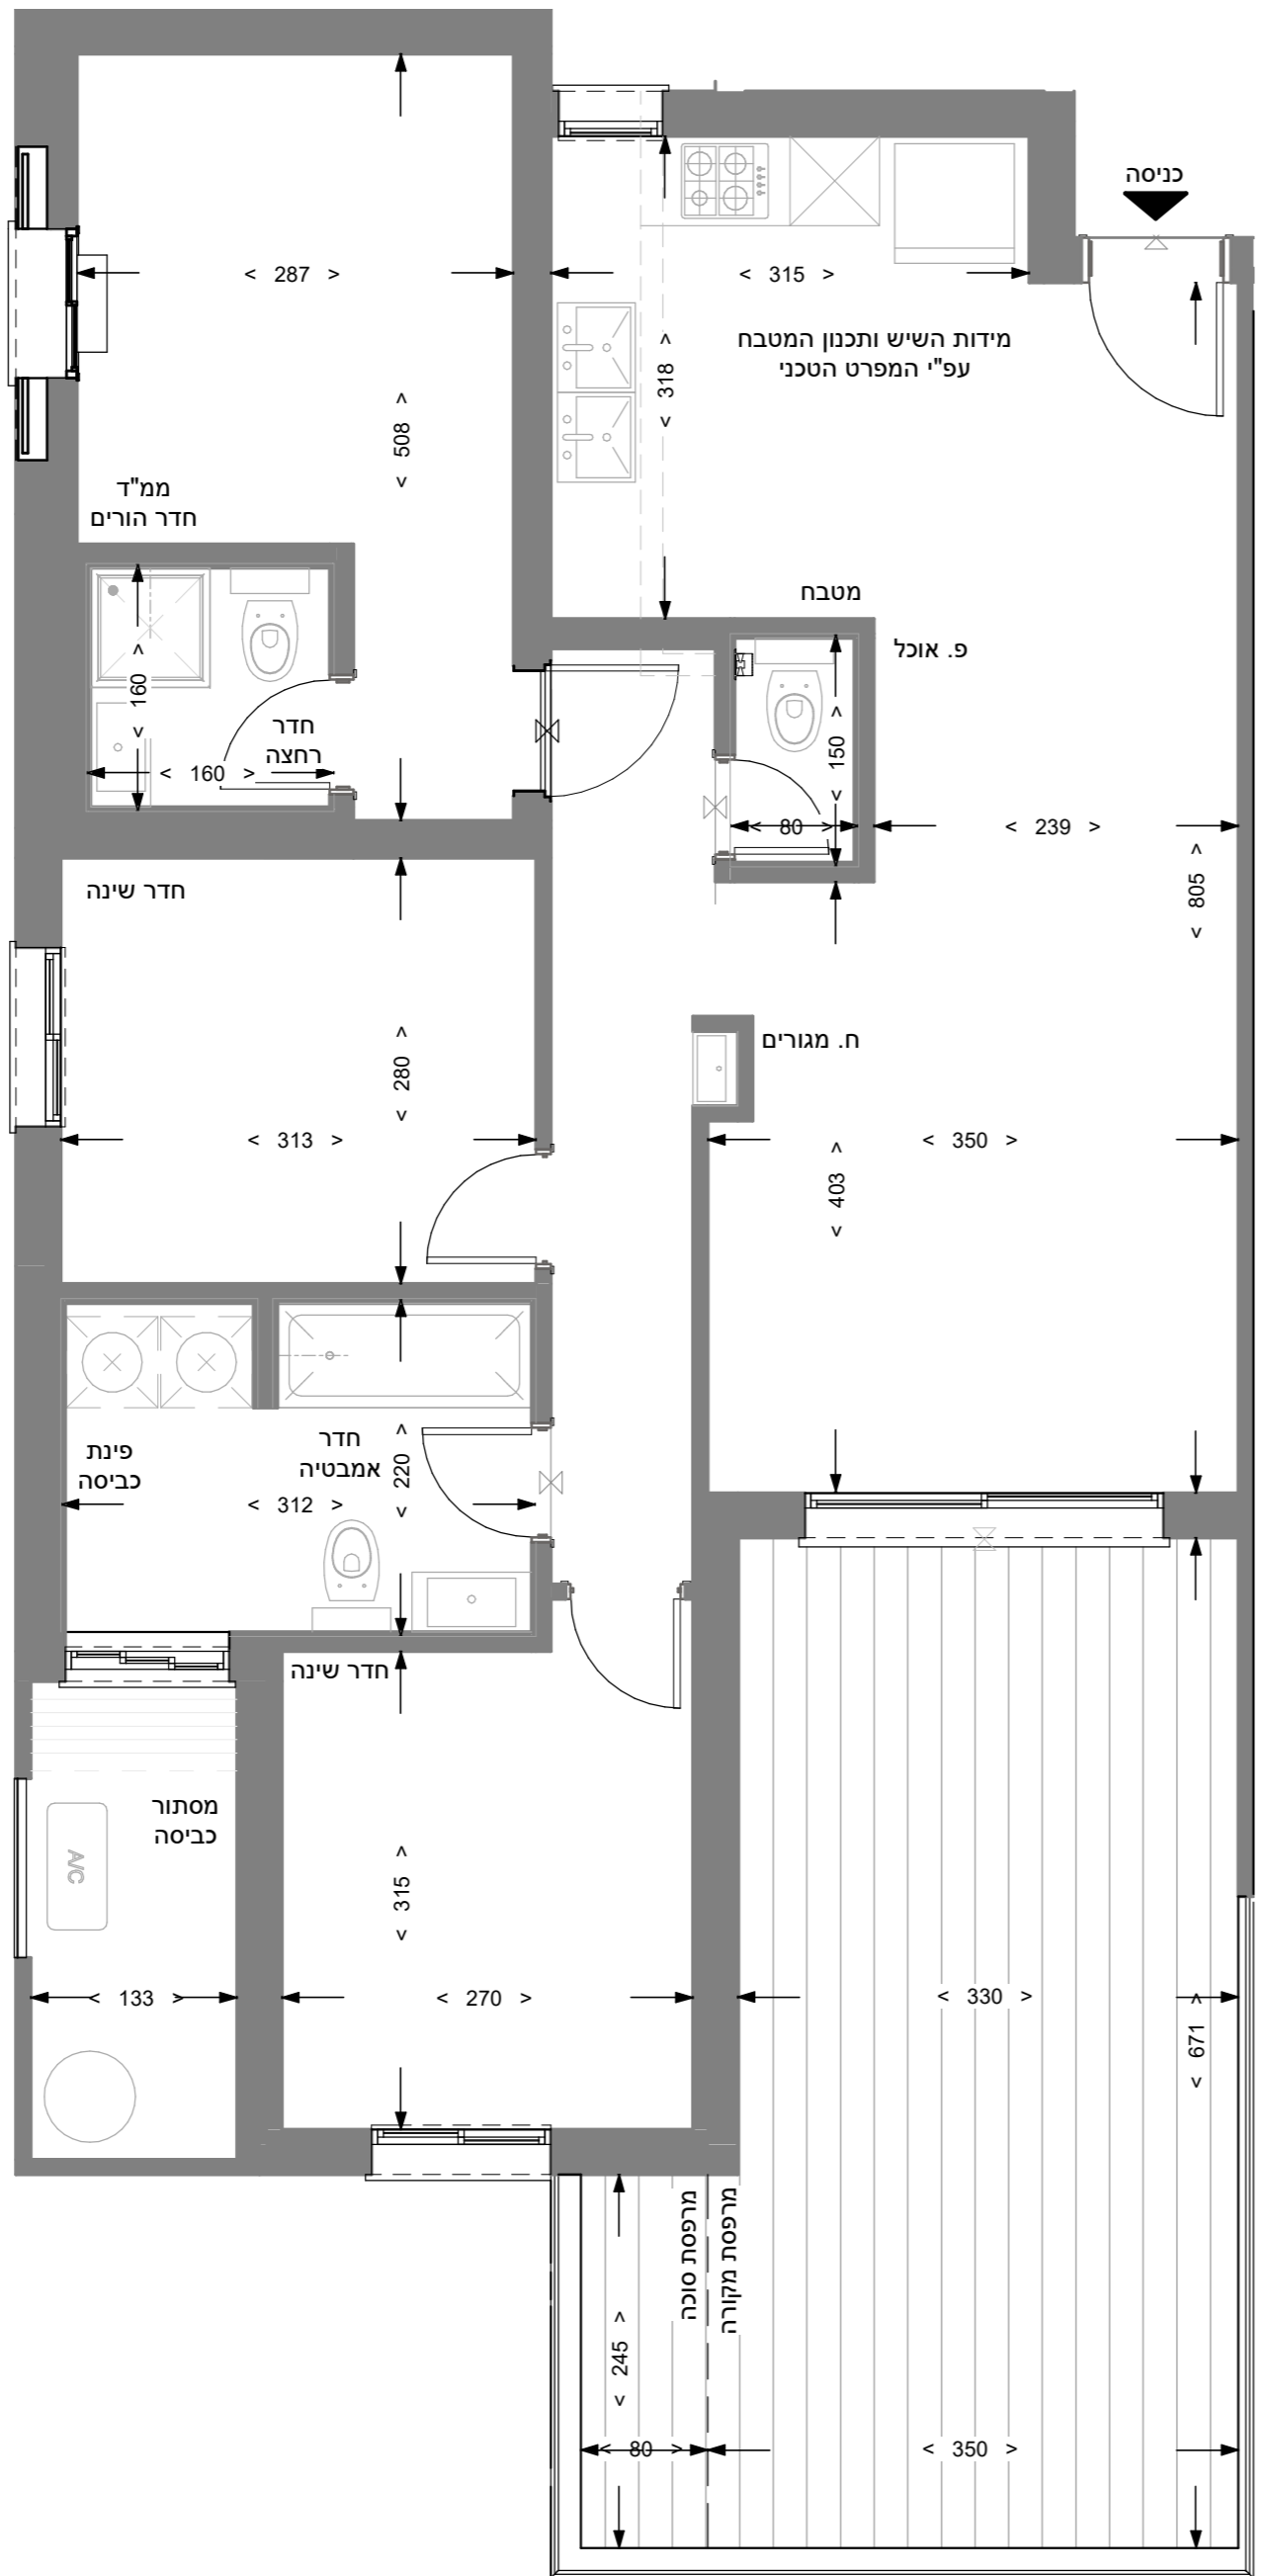 כניסה
< 287 >
< 315 >
מידות השיש ותכנון המטבח
עפ"י המפרט הטכני
< 318 >
< 508 >
ממ"ד
חדר הורים
מטבח
פ. אוכל
< 160 >
חדר
רחצה
< 160 >
< 150 >
< 80 >
< 239 >
< 805 >
חדר שינה
ח. מגורים
< 280 >
< 313 >
< 350 >
< 403 >
פינת
כביסה
חדר
אמבטיה
< 220 >
< 312 >
חדר שינה
מסתור
כביסה
A/C
< 315 >
< 133 >
< 270 >
< 330 >
< 671 >
מרפסת סוכה
מרפסת מקורה
< 245 >
< 80 >
< 350 >